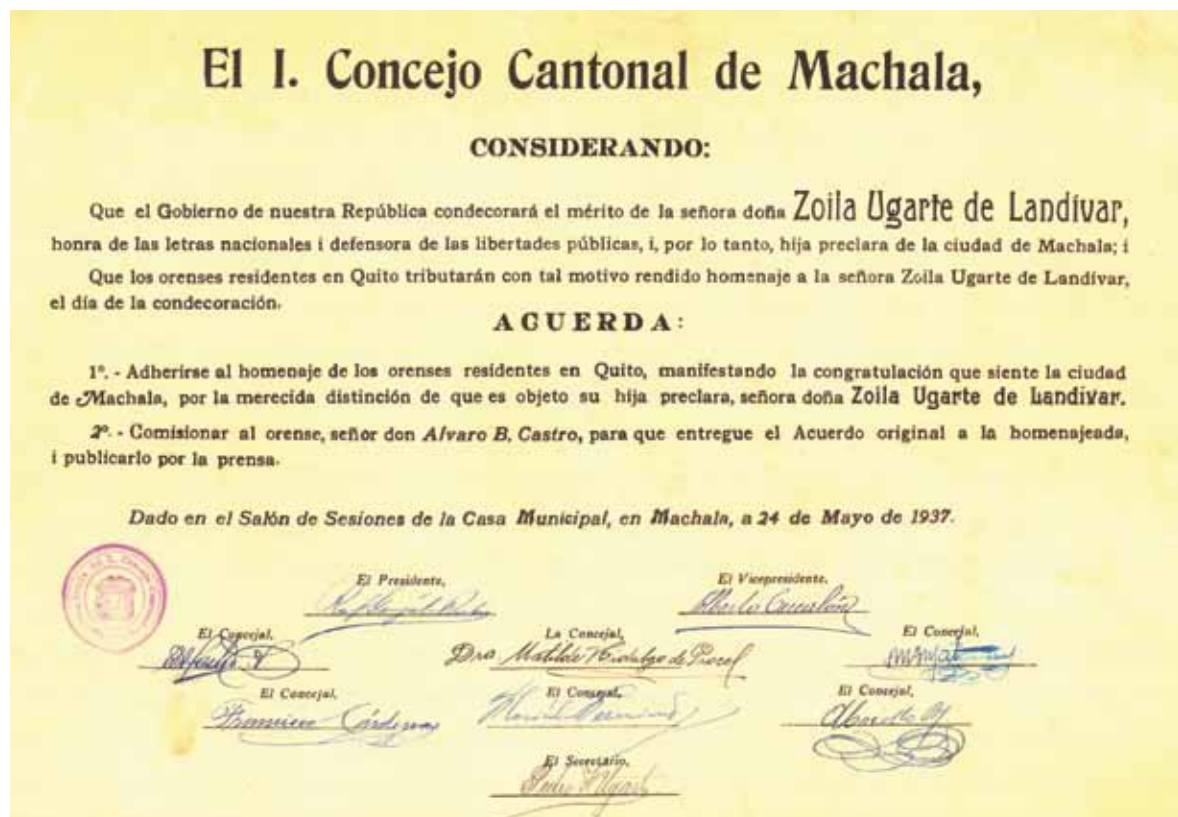 El I. Concejo Cantonal de Machala,
CONSIDERANDO:
Que el Gobierno de nuestra República condecorará el mérito de la señora doña Zoila Ugarte de Landívar,
honra de las letras nacionales i defensora de las libertades públicas, i, por lo tanto, hija preclara de la ciudad de Machala; i
Que los orenses residentes en Quito tributarán con tal motivo rendido homenaje a la señora Zoila Ugarte de Landívar,
el día de la condecoración.
ACUERDA:
1º. - Adherirse al homenaje de los orenses residentes en Quito, manifestando la congratulación que siente la ciudad
de Machala, por la merecida distinción de que es objeto su hija preclara, señora doña Zoila Ugarte de Landívar.
2º. - Comisionar al orense, señor don Alvaro B. Castro, para que entregue el Acuerdo original a la homenajeada,
i publicarlo por la prensa.
Dado en el Salón de Sesiones de la Casa Municipal, en Machala, a 24 de Mayo de 1937.
El Presidente, El Vicepresidente,
El Concejal, La Concejal, El Concejal,
Dra Matilde Hidalgo de Procel
El Concejal, El Concejal, El Concejal,
Francisco Cárdenas
El Secretario,